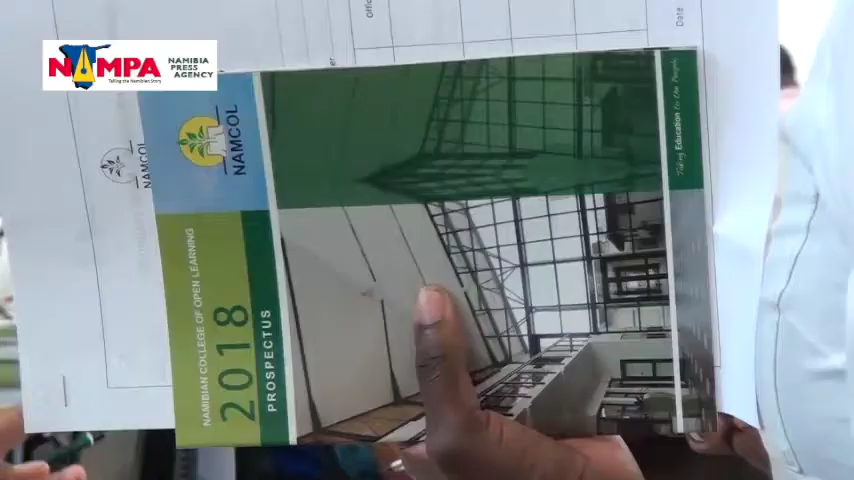 NAMPA
Telling the Namibian Story
NAMIBIA
PRESS
AGENCY
Date
NAMCOL
NAMCOL
Taking Education to the People
NAMIBIAN COLLEGE OF OPEN LEARNING
2018
PROSPECTUS